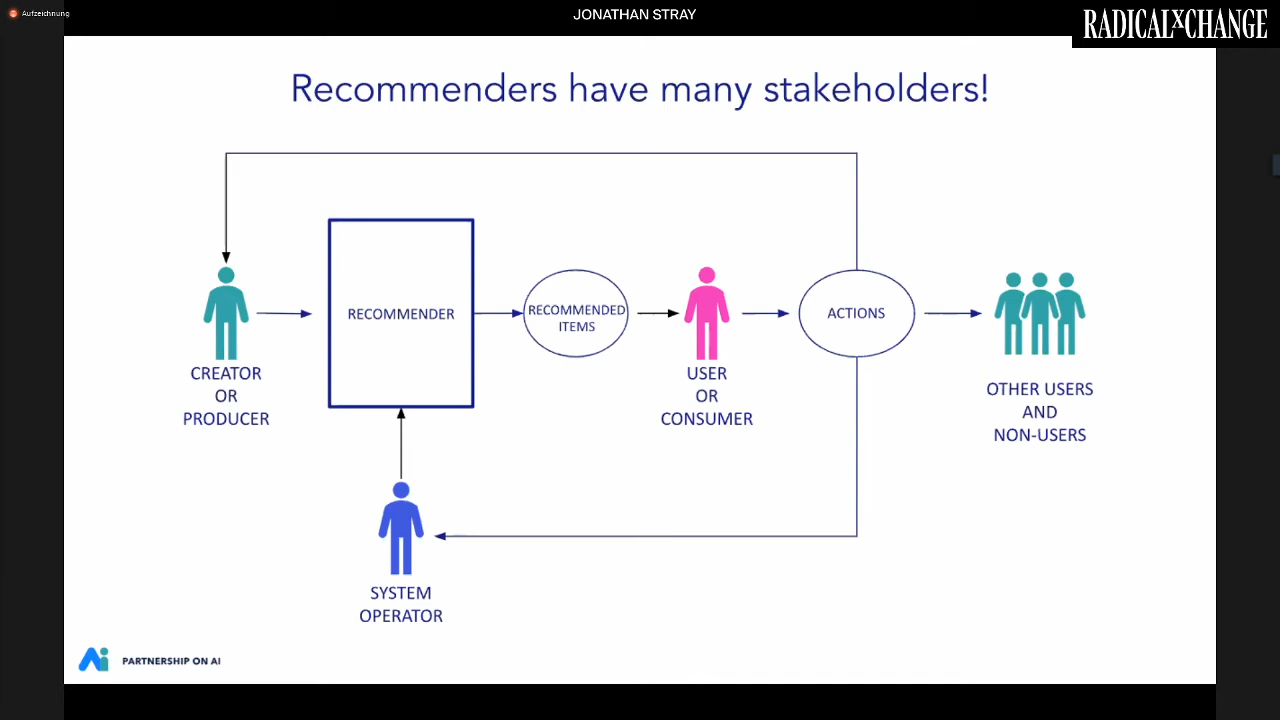 Aufzeichnung
JONATHAN STRAY
RADICALxCHANGE
Recommenders have many stakeholders!
RECOMMENDER
RECOMMENDED
ITEMS
ACTIONS
CREATOR
OR
PRODUCER
USER
OR
CONSUMER
OTHER USERS
AND
NON-USERS
SYSTEM
OPERATOR
Ai PARTNERSHIP ON AI